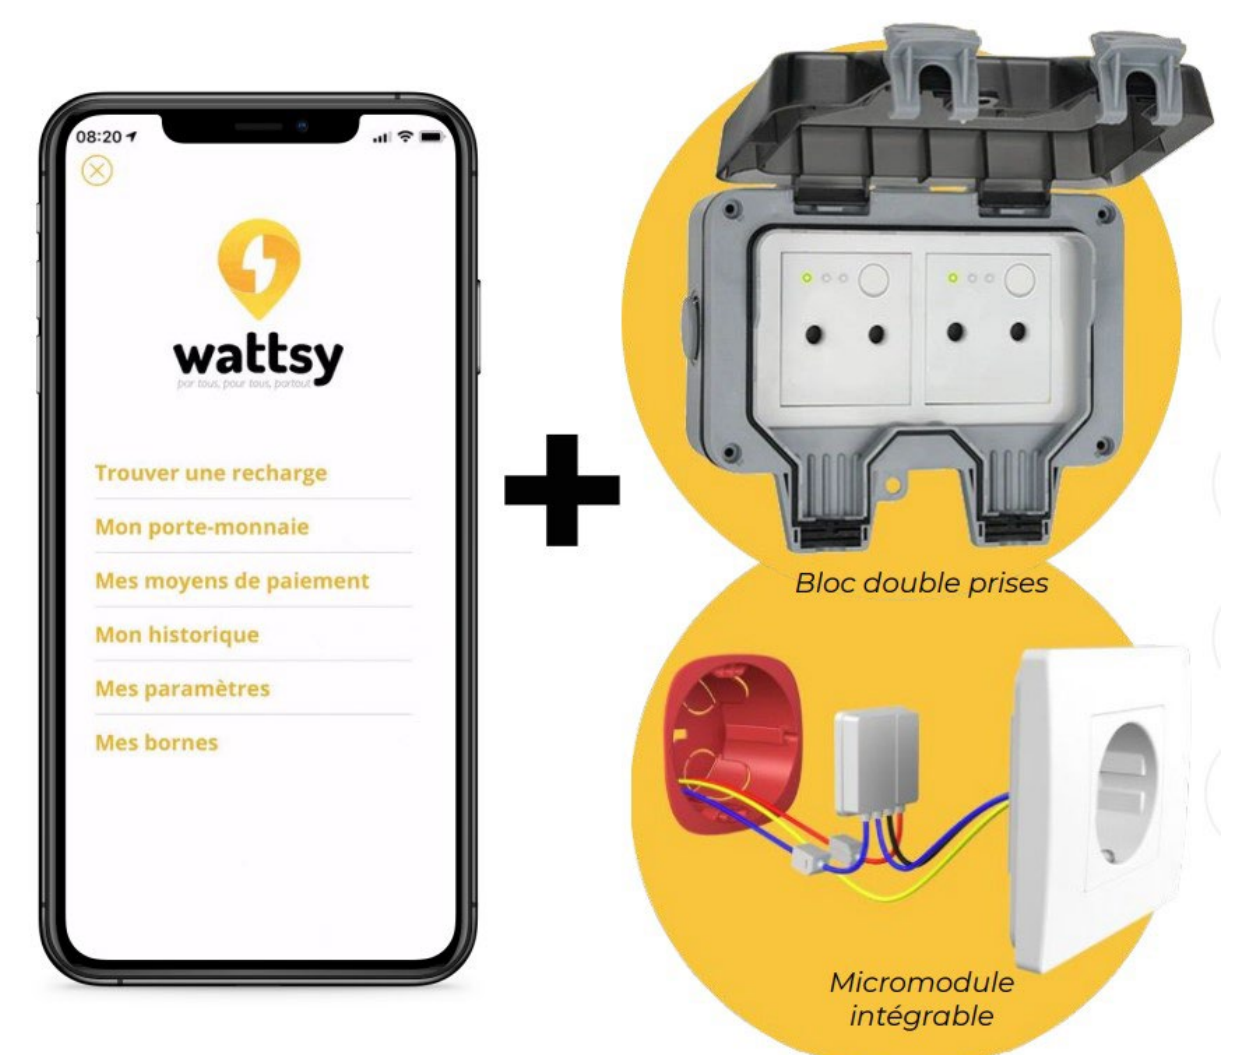 08:20
wattsy
par tous, pour tous, partout
Trouver une recharge
Mon porte-monnaie
Mes moyens de paiement
Mon historique
Mes paramètres
Mes bornes
Bloc double prises
Micromodule
intégrable